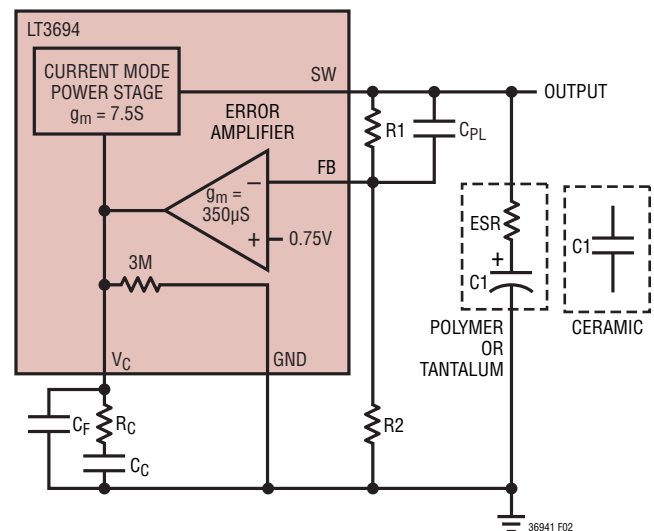 LT3694
CURRENT MODE
POWER STAGE
gm = 7.5S
SW
OUTPUT
ERROR
AMPLIFIER
R1
CPL
FB
gm =
350µS
−
+
0.75V
ESR
+
C1
C1
3M
POLYMER
OR
TANTALUM
CERAMIC
VC
GND
CF
RC
R2
CC
36941 F02